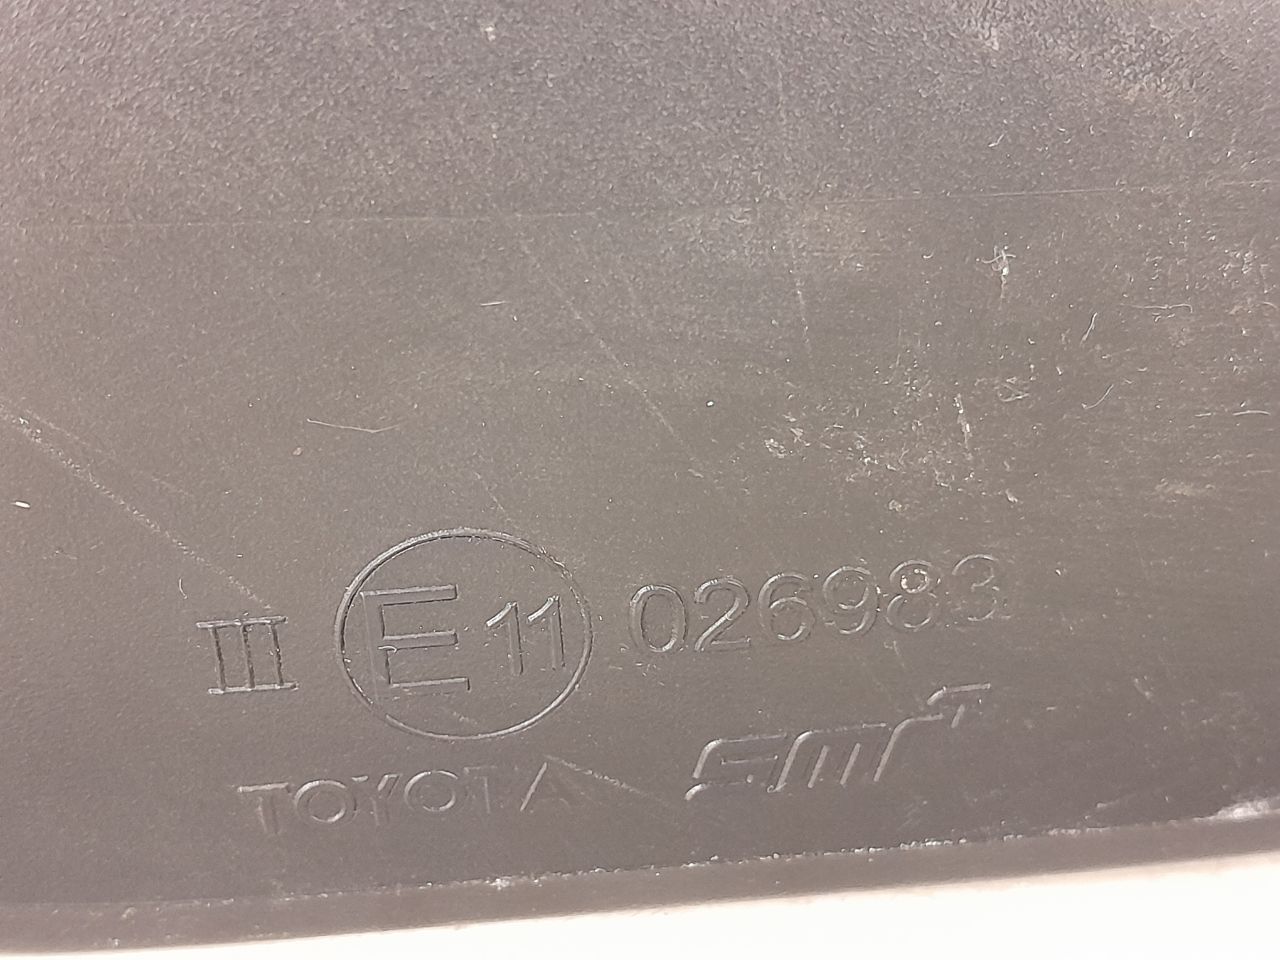 III E11 026983
TOYOTA SMR